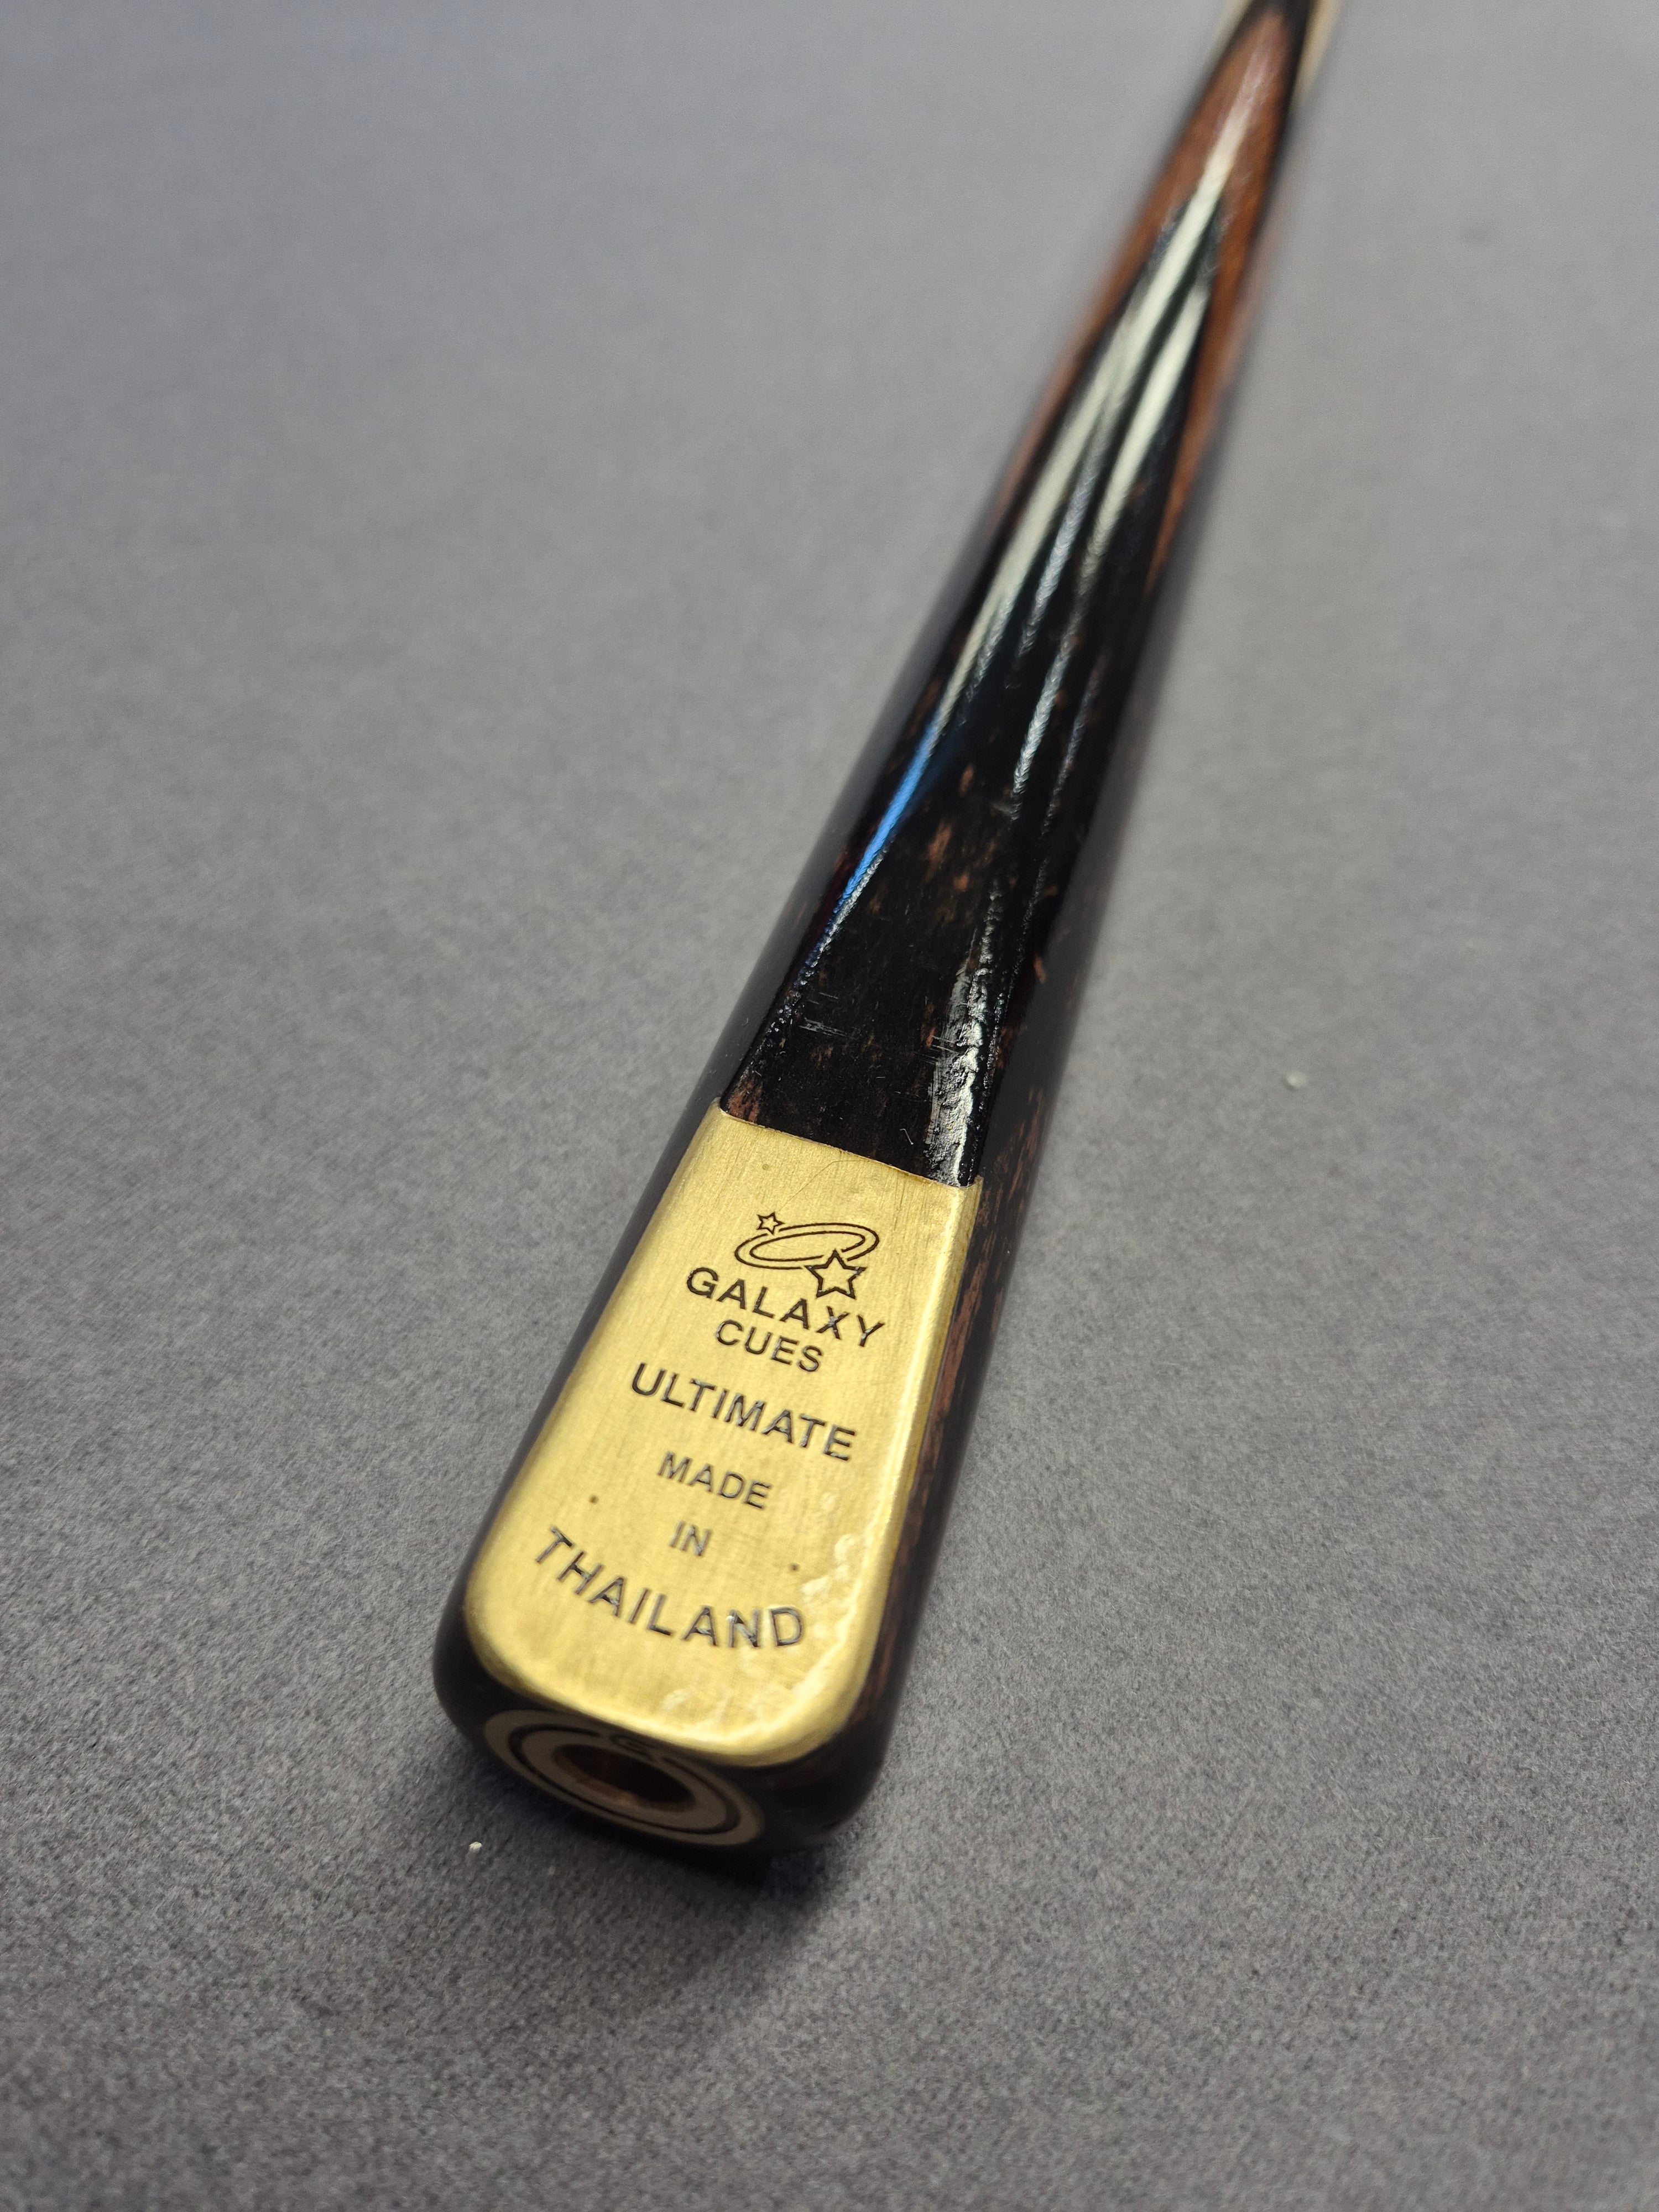 GALAXY
CUES
ULTIMATE
MADE
IN
THAILAND